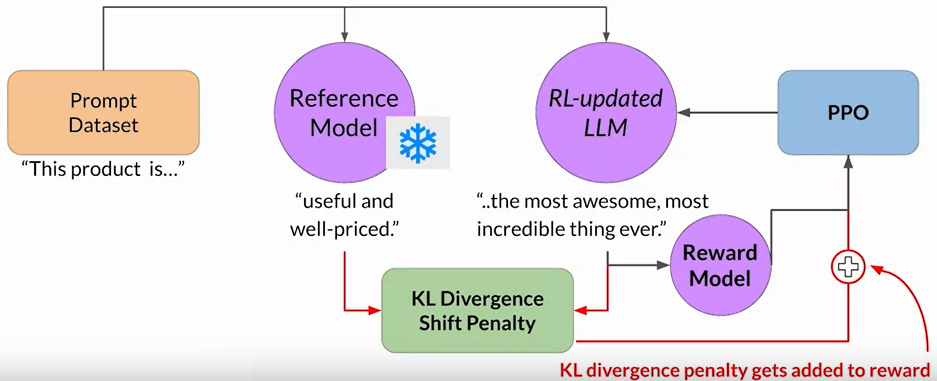 Prompt
Dataset
"This product is..."
Reference
Model
"useful and
well-priced."
RL-updated
LLM
"..the most awesome, most
incredible thing ever."
PPO
Reward
Model
KL Divergence
Shift Penalty
KL divergence penalty gets added to reward